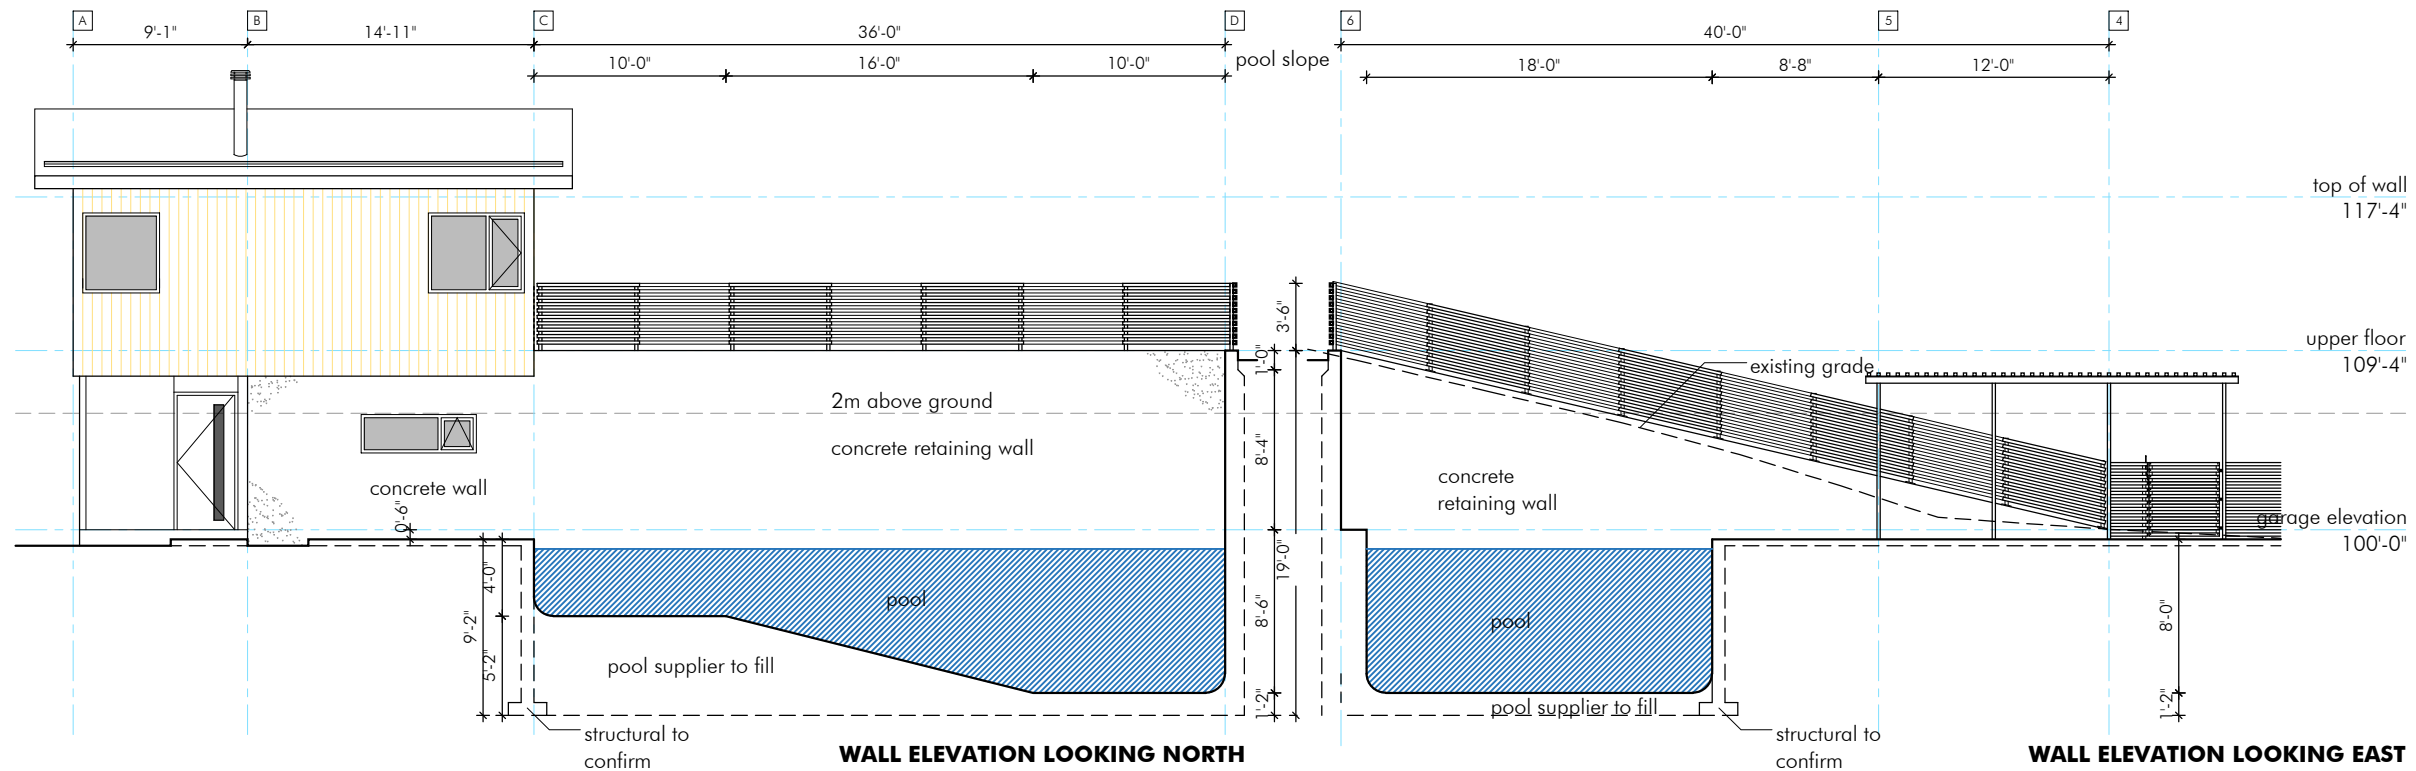 A
B
C
D
6
5
4
9'-1"
14'-11"
36'-0"
40'-0"
10'-0"
16'-0"
10'-0"
pool slope
18'-0"
8'-8"
12'-0"
top of wall
117'-4"
3'-6"
upper floor
109'-4"
1'-0"
existing grade
2m above ground
8'-4"
concrete retaining wall
concrete
retaining wall
concrete wall
0'-6"
garage elevation
100'-0"
19'-0"
4'-0"
pool
8'-6"
pool
8'-0"
9'-2"
5'-2"
pool supplier to fill
1'-2"
pool supplier to fill
1'-2"
structural to
confirm
WALL ELEVATION LOOKING NORTH
structural to
confirm
WALL ELEVATION LOOKING EAST